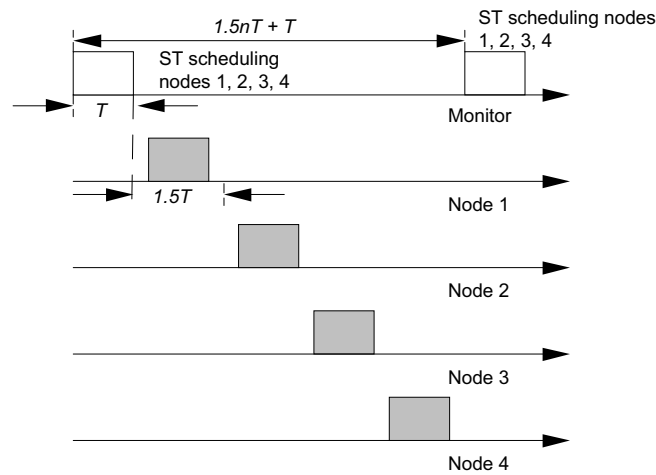 1.5nT + T
ST scheduling nodes
1, 2, 3, 4
ST scheduling
nodes 1, 2, 3, 4
T
Monitor
1.5T
Node 1
Node 2
Node 3
Node 4